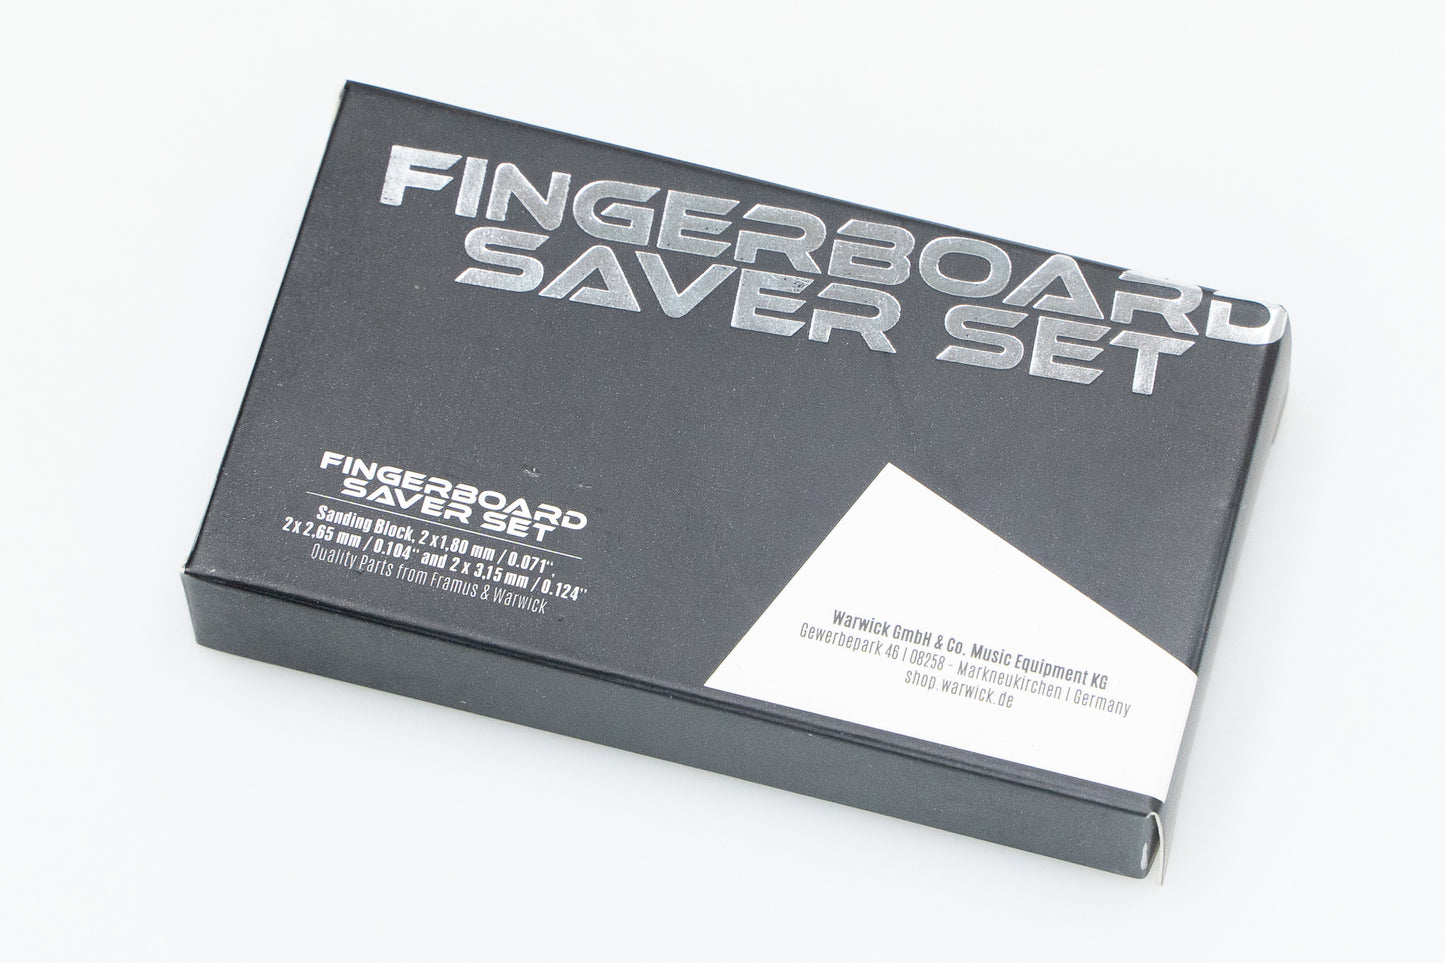 FINGERBOARD
SAVER SET
FINGERBOARD
SAVER SET
Sanding Block, 2 x 1,80 mm / 0.071“,
2 x 2,65 mm / 0.104“ and 2 x 3,15 mm / 0.124”
Quality Parts from Framus & Warwick
Warwick GmbH & Co. Music Equipment KG
Gewerbepark 46 | 08258 - Markneukirchen | Germany
shop.warwick.de